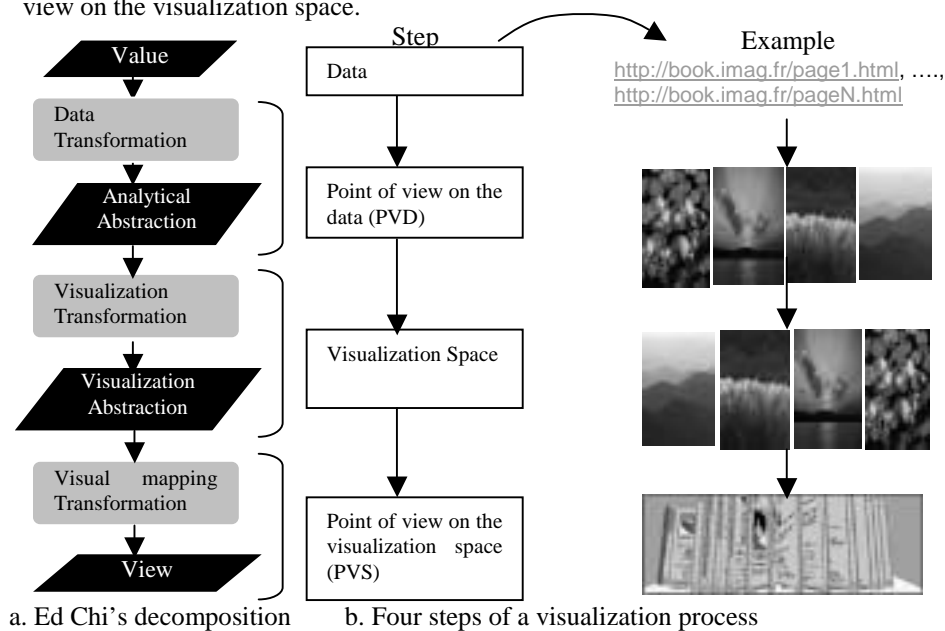 view on the visualization space.
Value
Data
Transformation
Analytical
Abstraction
Visualization
Transformation
Visualization
Abstraction
Visual mapping
Transformation
View
a. Ed Chi's decomposition
Step
Data
Point of view on the
data (PVD)
Visualization Space
Point of view on the
visualization space
(PVS)
b. Four steps of a visualization process
Example
http://book.imag.fr/page1.html, ….,
http://book.imag.fr/pageN.html